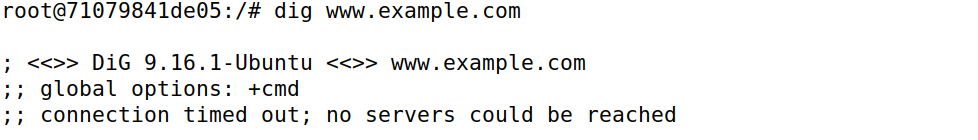 root@71079841de05:/# dig www.example.com
; <<>> DiG 9.16.1-Ubuntu <<>> www.example.com
;; global options: +cmd
;; connection timed out; no servers could be reached